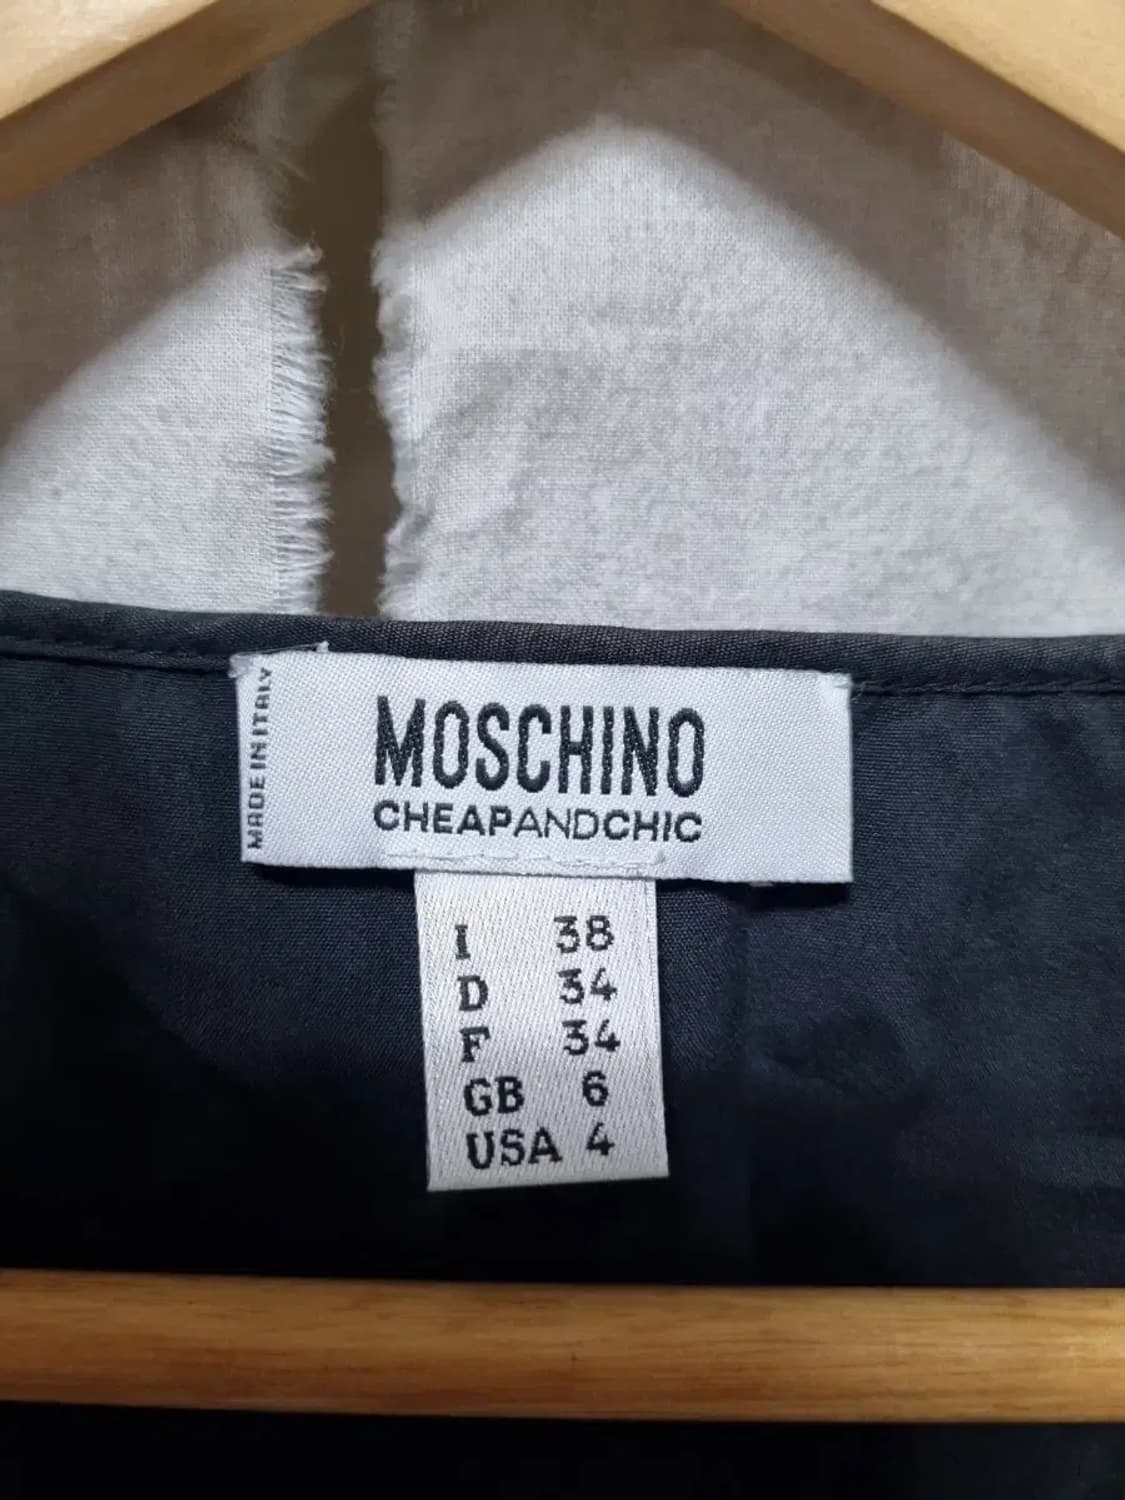 MADE IN ITALY
MOSCHINO
CHEAPANDCHIC
I 38
D 34
F 34
GB 6
USA 4